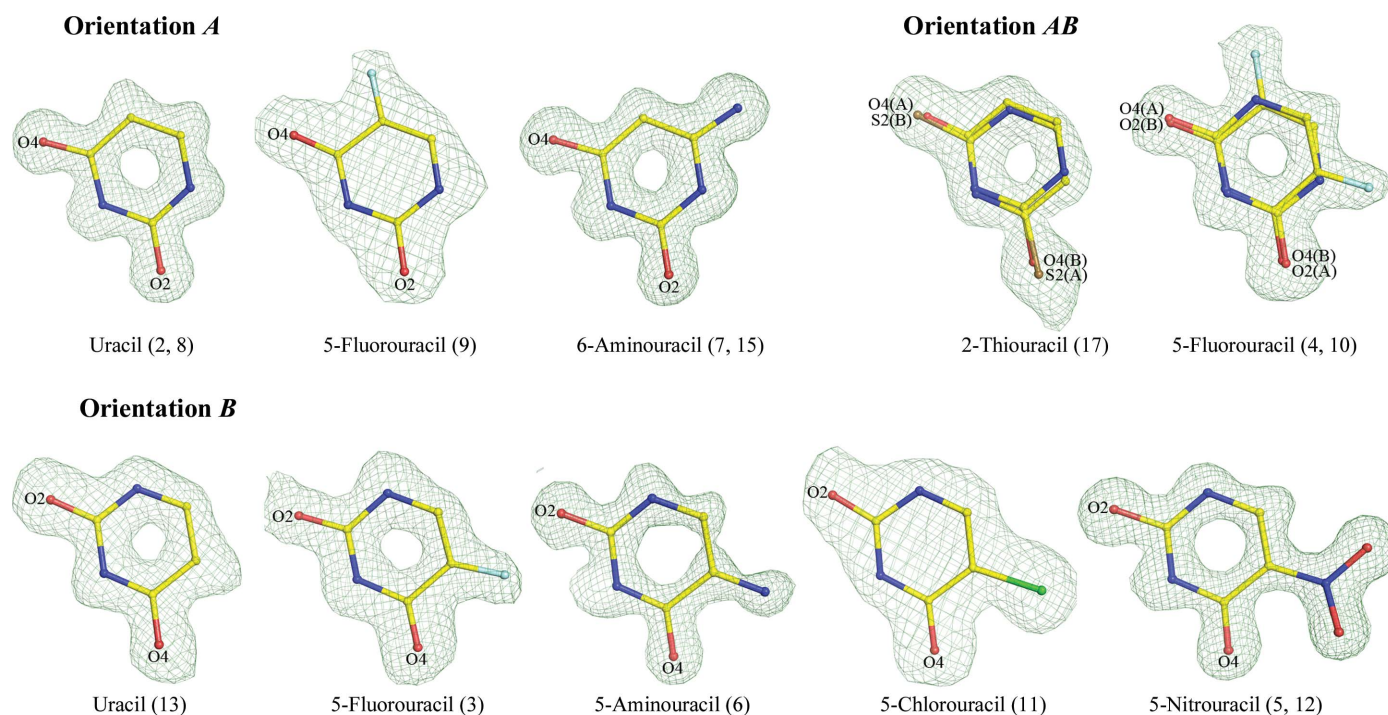 Orientation A
Orientation AB
O4
O2
O4
O2
O4
O2
O4(A)
S2(B)
O4(B)
S2(A)
O4(A)
O2(B)
O4(B)
O2(A)
Uracil (2, 8)
5-Fluorouracil (9)
6-Aminouracil (7, 15)
2-Thiouracil (17)
5-Fluorouracil (4, 10)
Orientation B
O2
O4
O2
O4
O2
O4
O2
O4
O2
O4
Uracil (13)
5-Fluorouracil (3)
5-Aminouracil (6)
5-Chlorouracil (11)
5-Nitrouracil (5, 12)